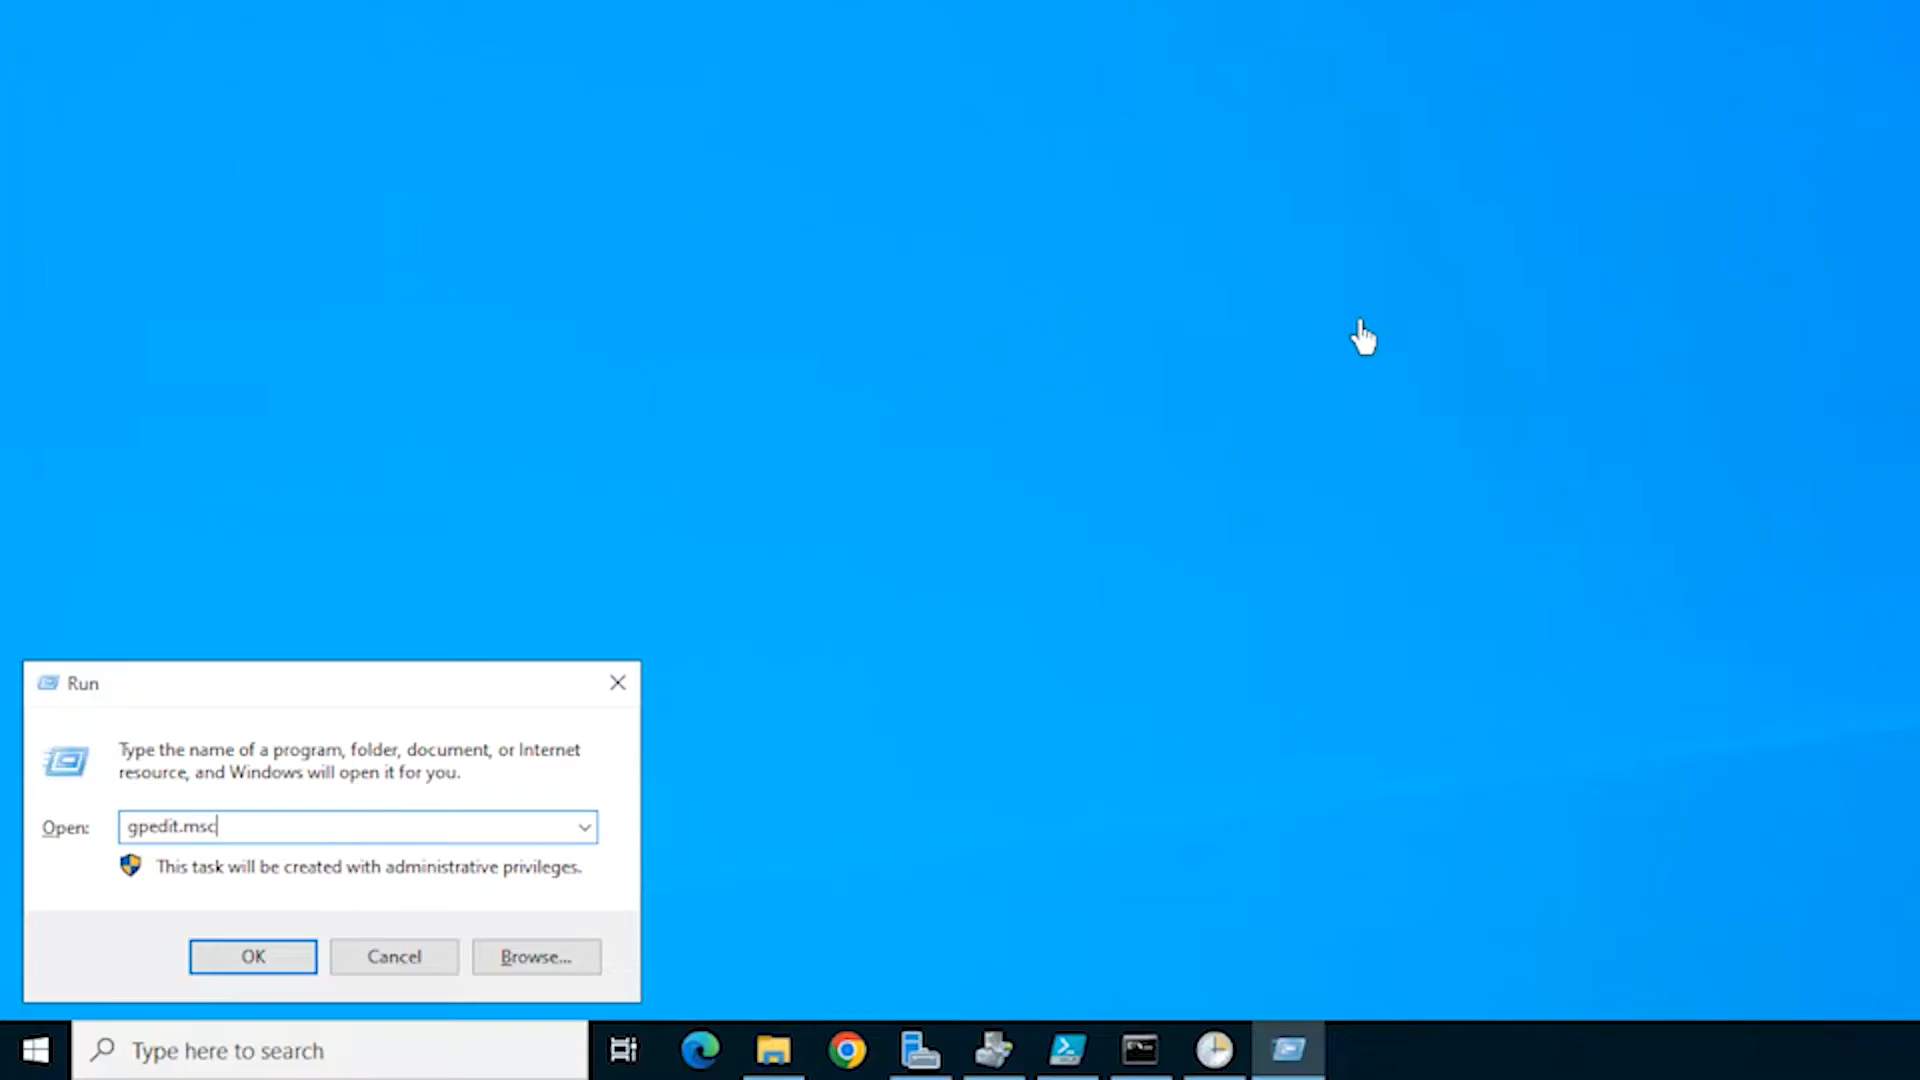 Run
Type the name of a program, folder, document, or Internet
resource, and Windows will open it for you.
Open:
gpedit.msc
This task will be created with administrative privileges.
OK
Cancel
Browse...
Type here to search